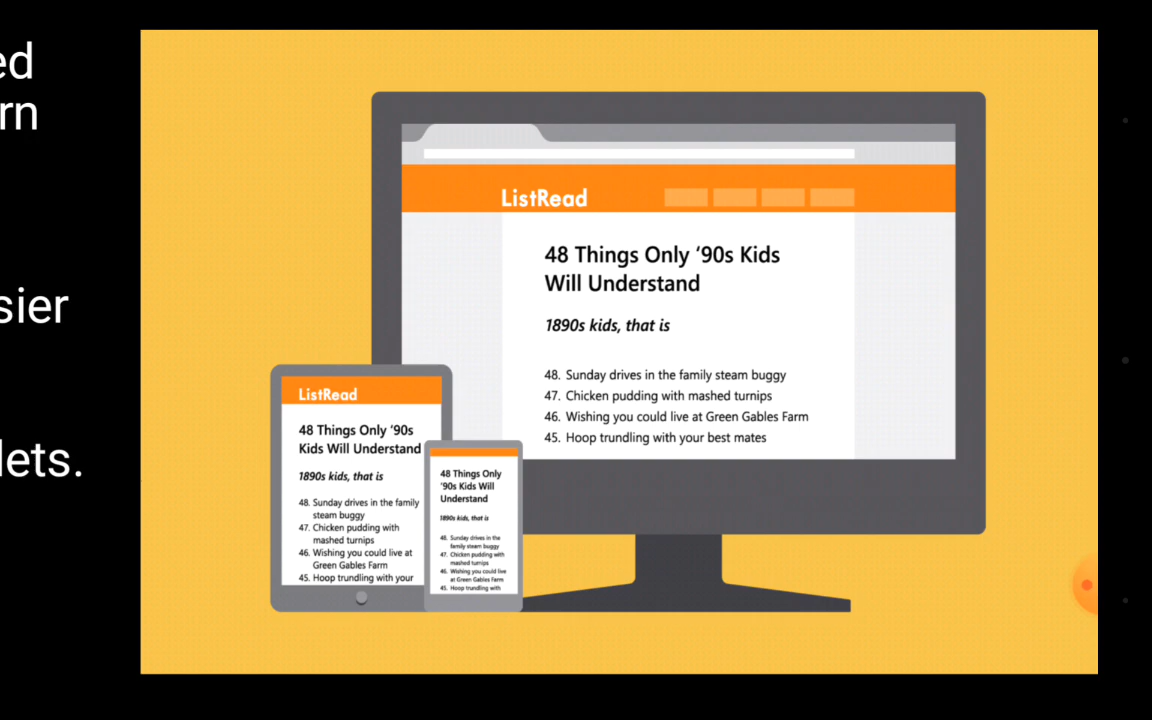 ed
rn
sier
lets.
ListRead
48 Things Only ‘90s Kids
Will Understand
1890s kids, that is
48. Sunday drives in the family steam buggy
47. Chicken pudding with mashed turnips
46. Wishing you could live at Green Gables Farm
45. Hoop trundling with your best mates
ListRead
48 Things Only ‘90s
Kids Will Understand
1890s kids, that is
48. Sunday drives in the family
steam buggy
47. Chicken pudding with
mashed turnips
46. Wishing you could live at
Green Gables Farm
45. Hoop trundling with your
48 Things Only
‘90s Kids Will
Understand
1890s kids, that is
48. Sunday drives in the
family steam buggy
47. Chicken pudding with
mashed turnips
46. Wishing you could live
at Green Gables Farm
45. Hoop trundling with